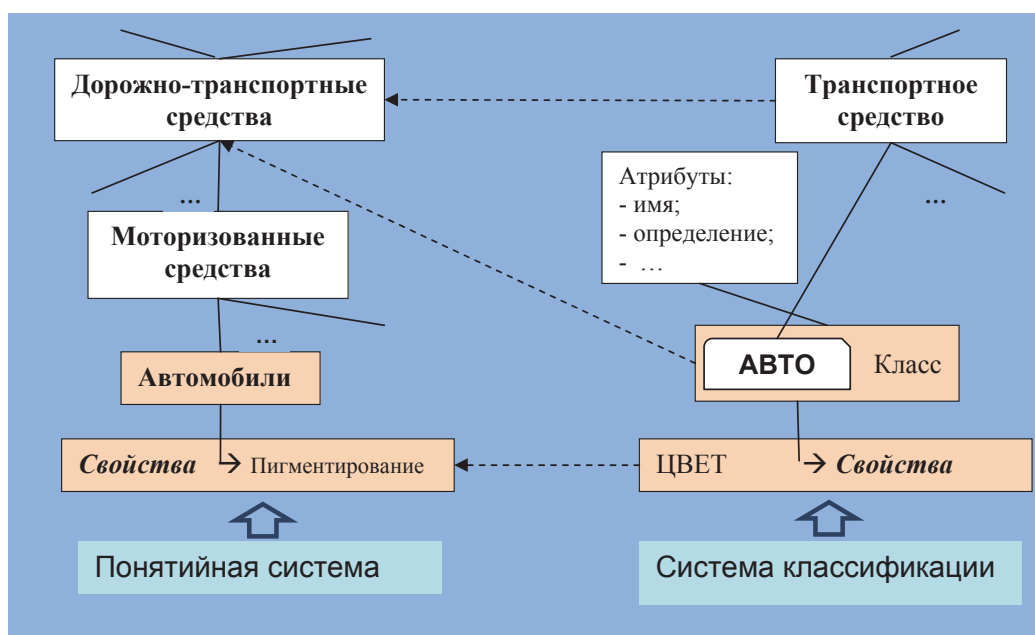 Дорожно-транспортные
средства
Транспортное
средство
Атрибуты:
- имя;
- определение;
- ...
...
...
Моторизованные
средства
...
Автомобили
АВТО
Класс
Свойства → Пигментирование
ЦВЕТ → Свойства
Понятийная система
Система классификации